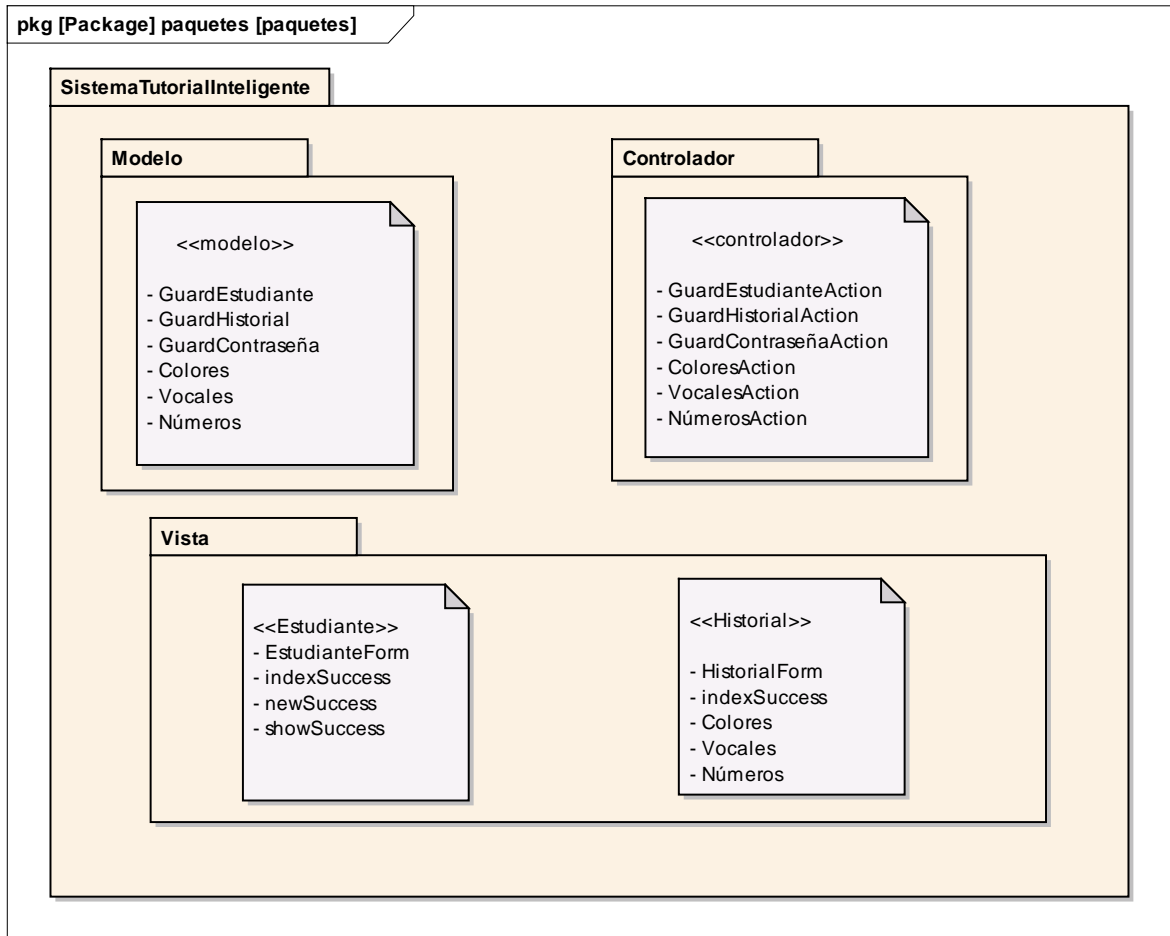 pkg [Package] paquetes [paquetes]
SistemaTutorialInteligente
Modelo
<<modelo>>
- GuardEstudiante
- GuardHistorial
- GuardContraseña
- Colores
- Vocales
- Números
Controlador
<<controlador>>
- GuardEstudianteAction
- GuardHistorialAction
- GuardContraseñaAction
- ColoresAction
- VocalesAction
- NúmerosAction
Vista
<<Estudiante>>
- EstudianteForm
- indexSuccess
- newSuccess
- showSuccess
<<Historial>>
- HistorialForm
- indexSuccess
- Colores
- Vocales
- Números